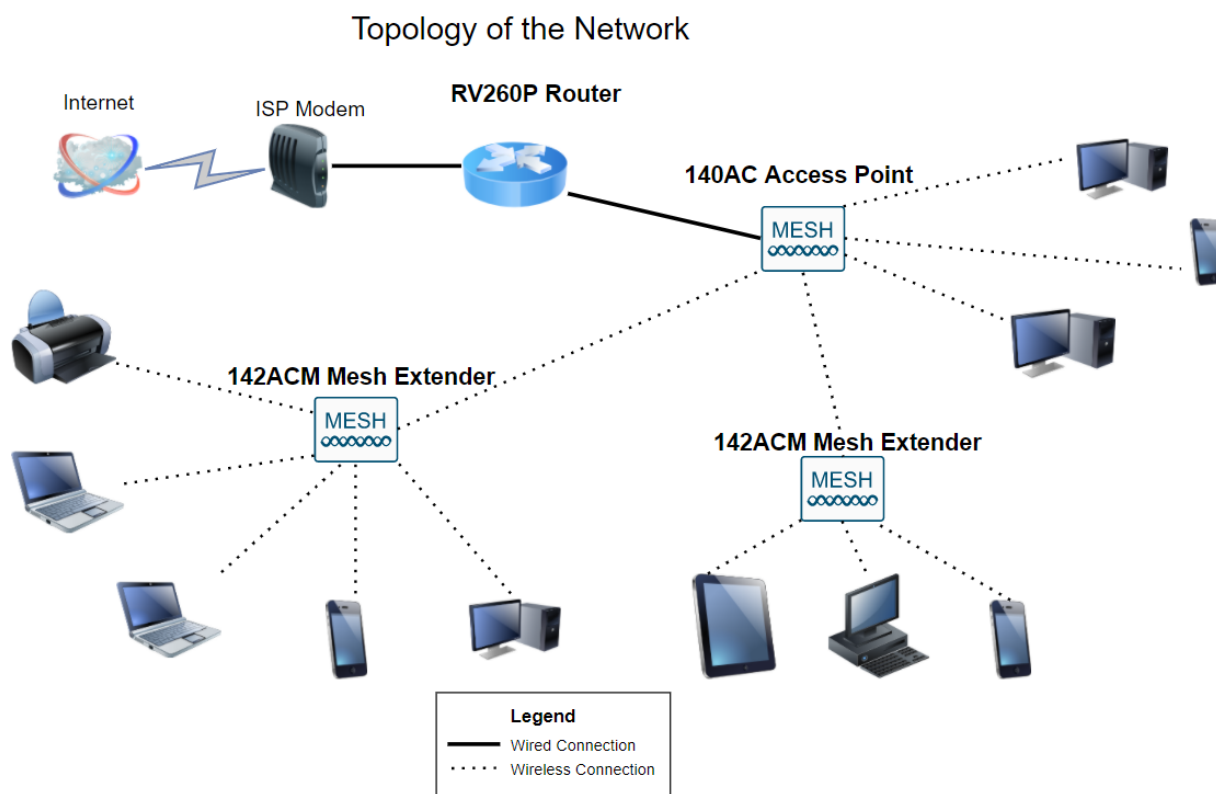 Topology of the Network
Internet
ISP Modem
RV260P Router
140AC Access Point
MESH
142ACM Mesh Extender
MESH
142ACM Mesh Extender
MESH
Legend
Wired Connection
Wireless Connection